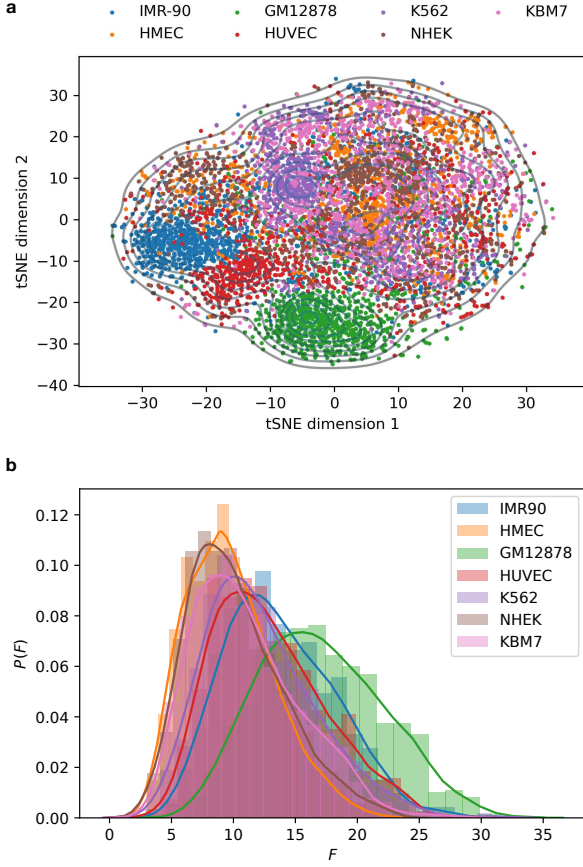 a
IMR-90 GM12878 K562 KBM7
HMEC HUVEC NHEK
30
20
10
0
−10
−20
−30
−40
tSNE dimension 2
−30 −20 −10 0 10 20 30
tSNE dimension 1
b
IMR90
HMEC
GM12878
HUVEC
K562
NHEK
KBM7
0.12
0.10
0.08
0.06
0.04
0.02
0.00
P(F)
0 5 10 15 20 25 30 35
F